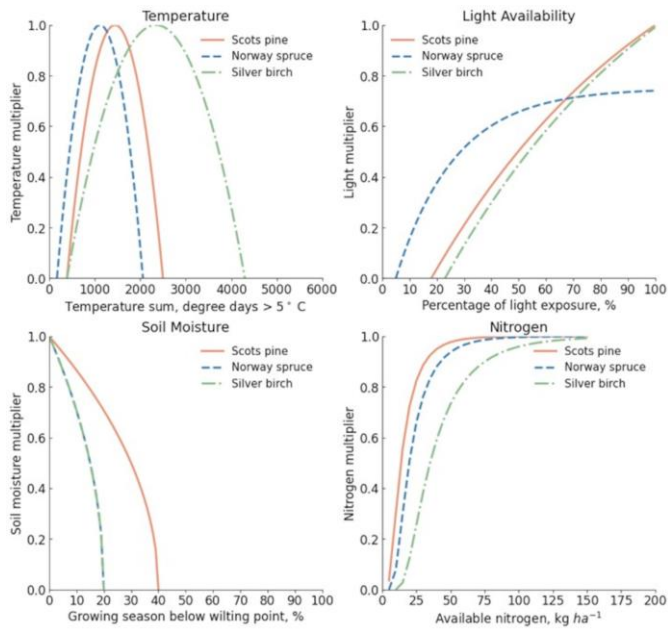 Temperature
Temperature multiplier
1.0
0.8
0.6
0.4
0.2
0.0
0 1000 2000 3000 4000 5000 6000
Temperature sum, degree days > 5° C
Scots pine
Norway spruce
Silver birch
Light Availability
Light multiplier
1.0
0.8
0.6
0.4
0.2
0.0
0 10 20 30 40 50 60 70 80 90 100
Percentage of light exposure, %
Scots pine
Norway spruce
Silver birch
Soil Moisture
Soil moisture multiplier
1.0
0.8
0.6
0.4
0.2
0.0
0 10 20 30 40 50 60 70 80 90 100
Growing season below wilting point, %
Scots pine
Norway spruce
Silver birch
Nitrogen
Nitrogen multiplier
1.0
0.8
0.6
0.4
0.2
0.0
0 25 50 75 100 125 150 175 200
Available nitrogen, kg ha⁻¹
Scots pine
Norway spruce
Silver birch